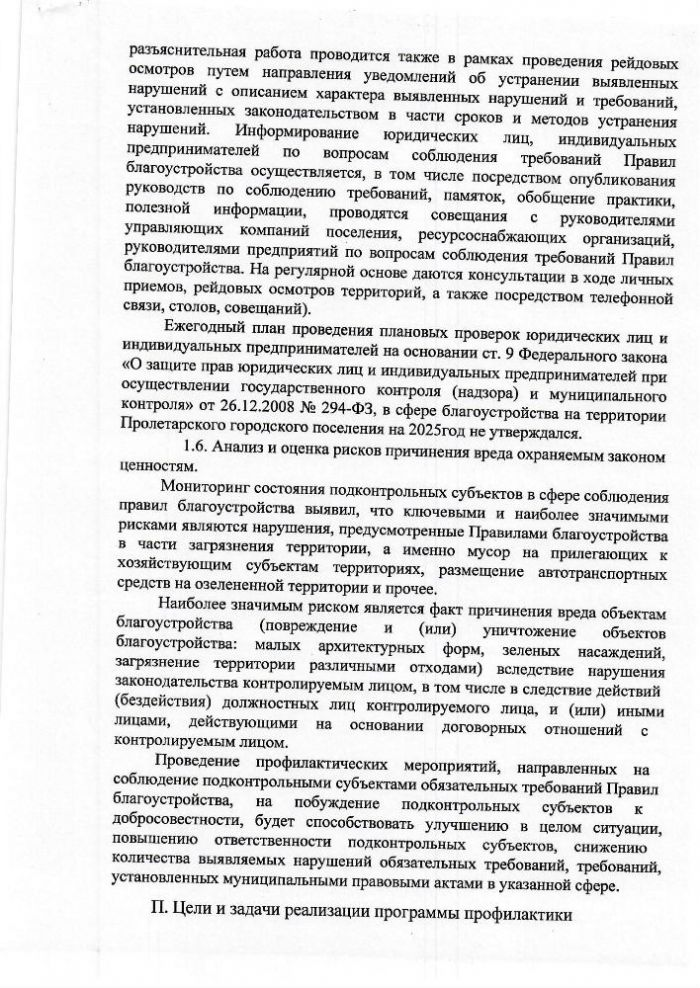 разъяснительная работа проводится также в рамках проведения рейдовых
осмотров путем направления уведомлений об устранении выявленных
нарушений с описанием характера выявленных нарушений и требований,
установленных законодательством в части сроков и методов устранения
нарушений. Информирование юридических лиц, индивидуальных
предпринимателей по вопросам соблюдения требований Правил
благоустройства осуществляется, в том числе посредством опубликования
руководств по соблюдению требований, памяток, обобщение практики,
полезной информации, проводятся совещания с руководителями
управляющих компаний поселения, ресурсоснабжающих организаций,
руководителями предприятий по вопросам соблюдения требований Правил
благоустройства. На регулярной основе даются консультации в ходе личных
приемов, рейдовых осмотров территорий, а также посредством телефонной
связи, столов, совещаний).
Ежегодный план проведения плановых проверок юридических лиц и
индивидуальных предпринимателей на основании ст. 9 Федерального закона
«О защите прав юридических лиц и индивидуальных предпринимателей при
осуществлении государственного контроля (надзора) и муниципального
контроля» от 26.12.2008 № 294-ФЗ, в сфере благоустройства на территории
Пролетарского городского поселения на 2025год не утверждался.
1.6. Анализ и оценка рисков причинения вреда охраняемым законом
ценностям.
Мониторинг состояния подконтрольных субъектов в сфере соблюдения
правил благоустройства выявил, что ключевыми и наиболее значимыми
рисками являются нарушения, предусмотренные Правилами благоустройства
в части загрязнения территории, а именно мусор на прилегающих к
хозяйствующим субъектам территориях, размещение автотранспортных
средств на озелененной территории и прочее.
Наиболее значимым риском является факт причинения вреда объектам
благоустройства (повреждение и (или) уничтожение объектов
благоустройства: малых архитектурных форм, зеленых насаждений,
загрязнение территории различными отходами) вследствие нарушения
законодательства контролируемым лицом, в том числе в следствие действий
(бездействия) должностных лиц контролируемого лица, и (или) иными
лицами, действующими на основании договорных отношений с
контролируемым лицом.
Проведение профилактических мероприятий, направленных на
соблюдение подконтрольными субъектами обязательных требований Правил
благоустройства, на побуждение подконтрольных субъектов к
добросовестности, будет способствовать улучшению в целом ситуации,
повышению ответственности подконтрольных субъектов, снижению
количества выявляемых нарушений обязательных требований, требований,
установленных муниципальными правовыми актами в указанной сфере.
П. Цели и задачи реализации программы профилактики